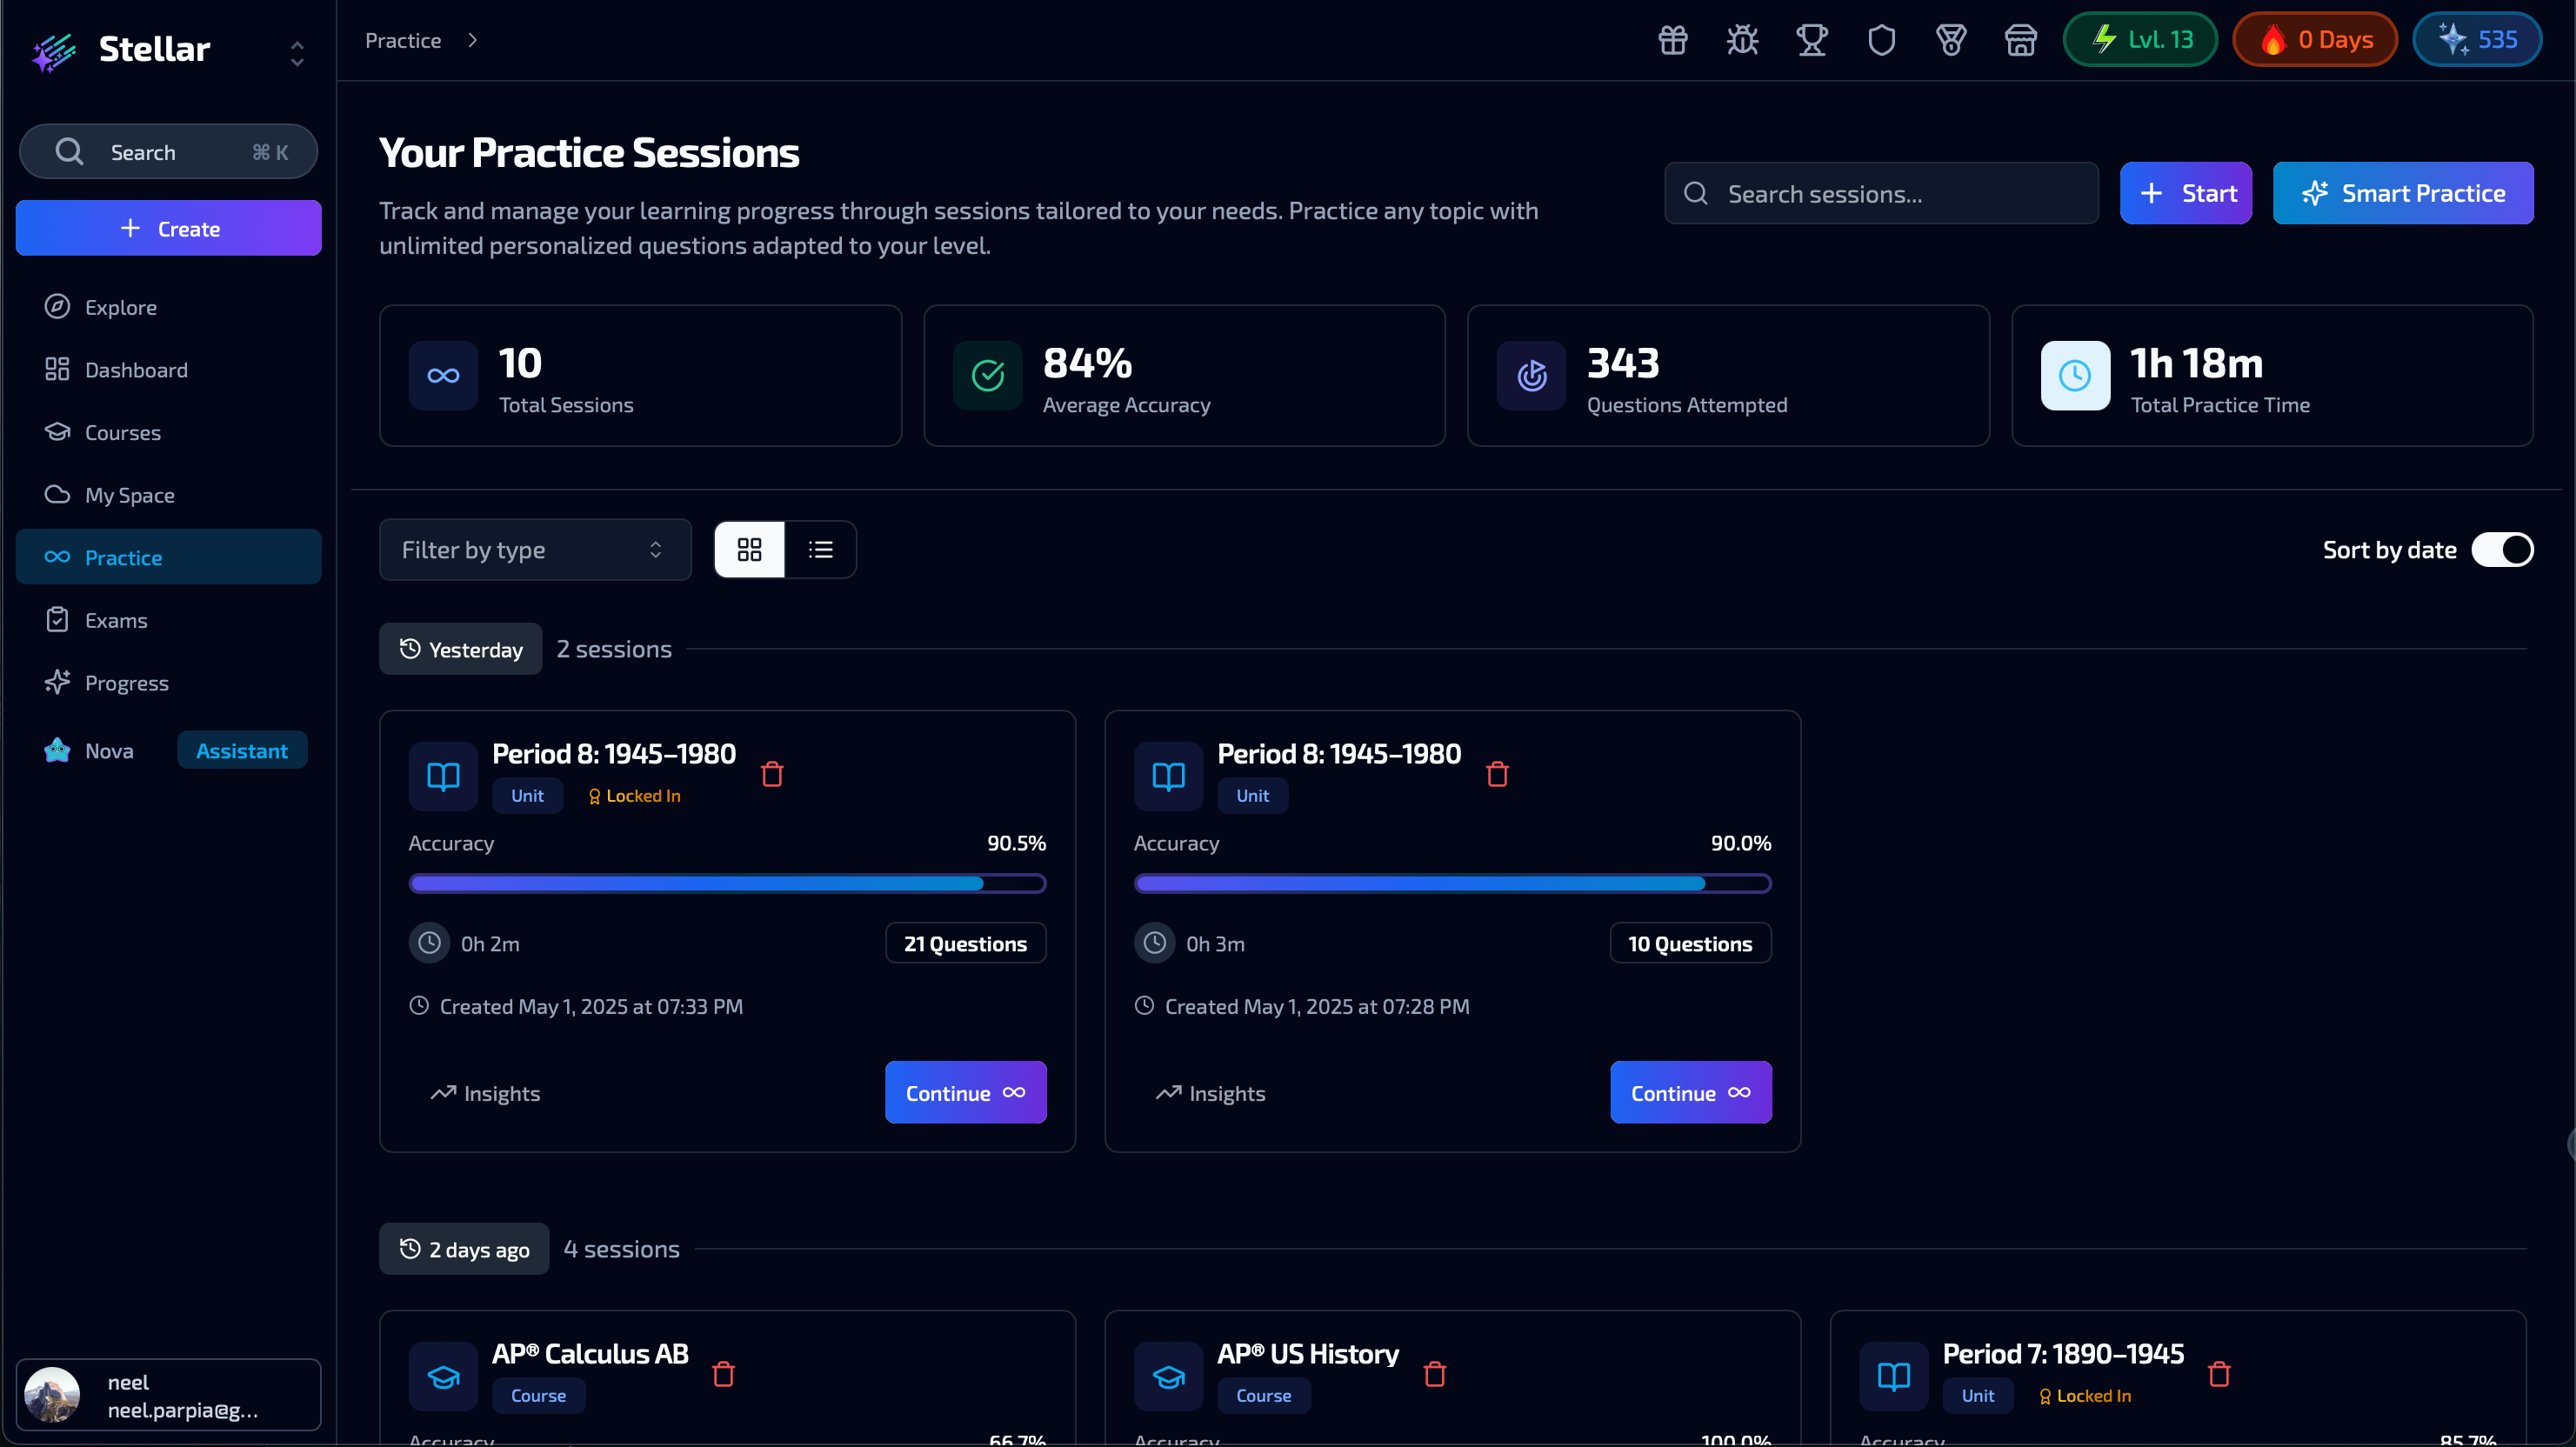 Stellar
Search ⌘ K
+ Create
Explore
Dashboard
Courses
My Space
Practice
Exams
Progress
Nova Assistant
neel
neel.parpia@g...
Practice >
Lvl. 13
0 Days
535
Your Practice Sessions
Track and manage your learning progress through sessions tailored to your needs. Practice any topic with
unlimited personalized questions adapted to your level.
Search sessions...
+ Start
Smart Practice
10
Total Sessions
84%
Average Accuracy
343
Questions Attempted
1h 18m
Total Practice Time
Filter by type
Sort by date
Yesterday 2 sessions
Period 8: 1945–1980
Unit Locked In
Accuracy 90.5%
0h 2m 21 Questions
Created May 1, 2025 at 07:33 PM
Insights Continue
Period 8: 1945–1980
Unit
Accuracy 90.0%
0h 3m 10 Questions
Created May 1, 2025 at 07:28 PM
Insights Continue
2 days ago 4 sessions
AP® Calculus AB
Course
Accuracy 66.7%
AP® US History
Course
Accuracy 100.0%
Period 7: 1890–1945
Unit Locked In
Accuracy 85.7%